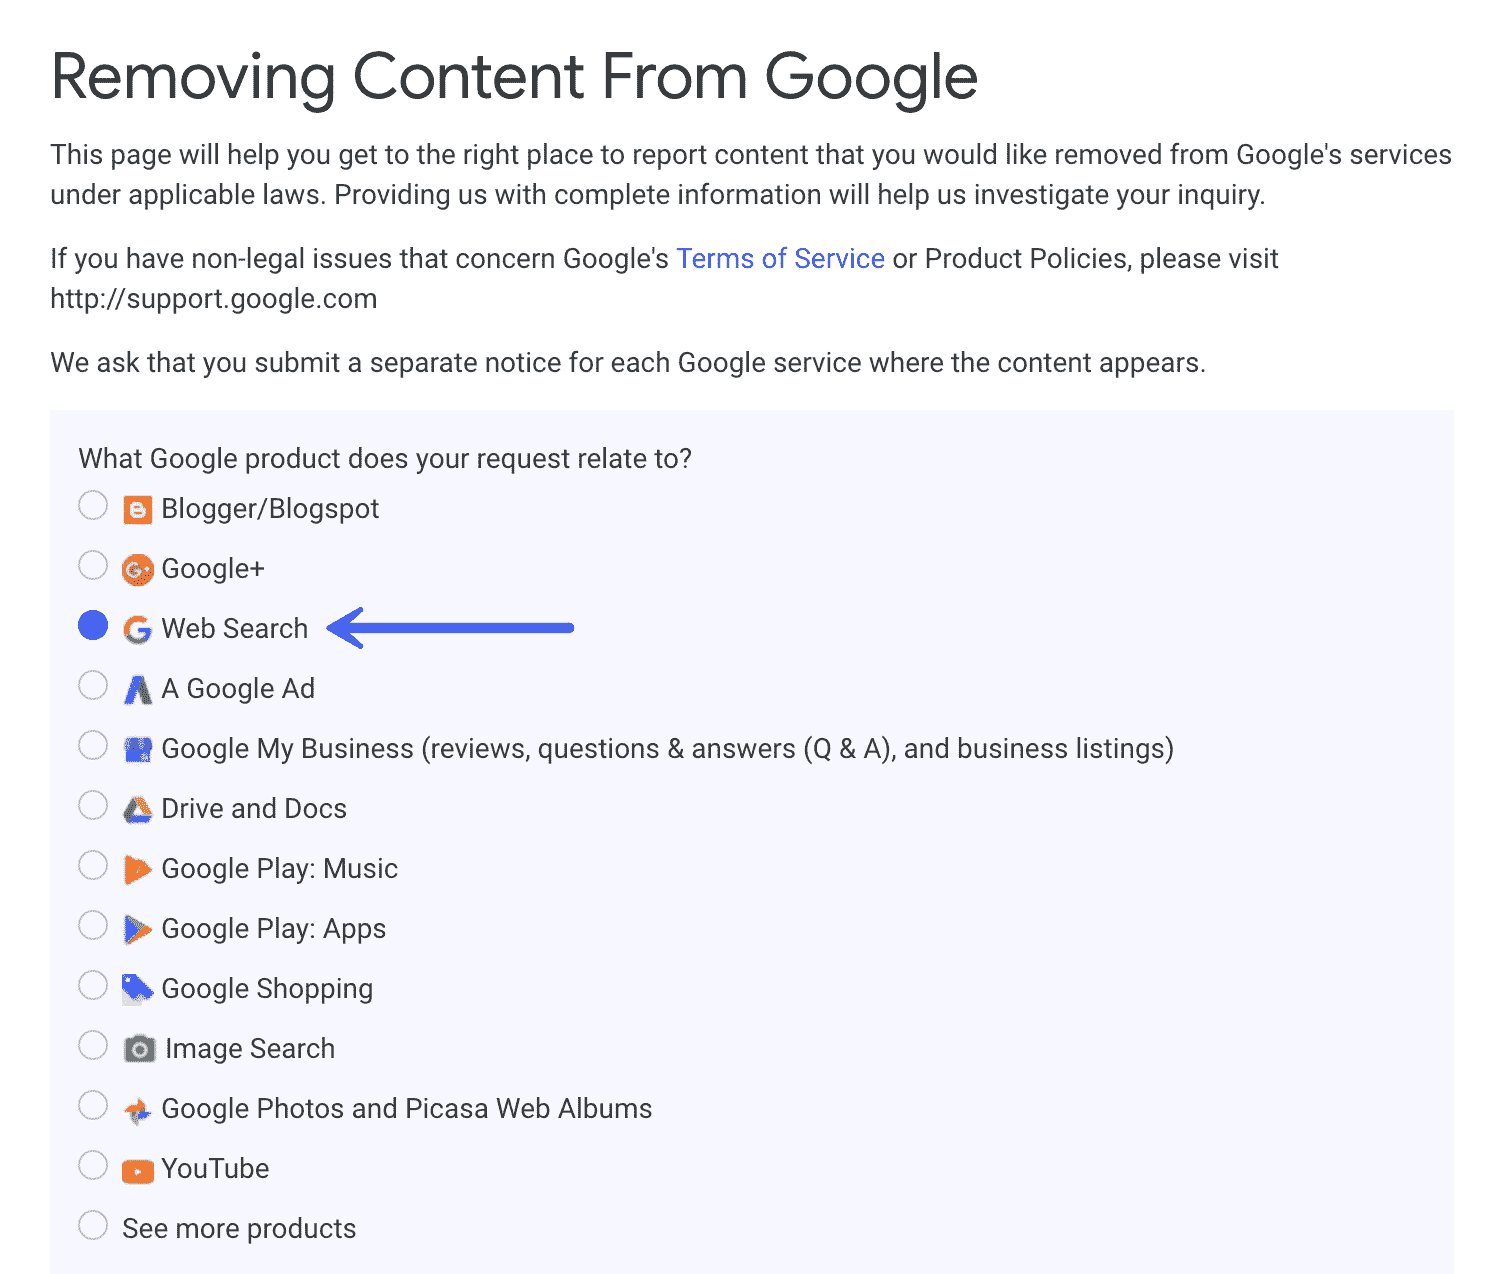 Removing Content From Google
This page will help you get to the right place to report content that you would like removed from Google's services
under applicable laws. Providing us with complete information will help us investigate your inquiry.
If you have non-legal issues that concern Google's Terms of Service or Product Policies, please visit
http://support.google.com
We ask that you submit a separate notice for each Google service where the content appears.
What Google product does your request relate to?
Blogger/Blogspot
Google+
Web Search
A Google Ad
Google My Business (reviews, questions & answers (Q & A), and business listings)
Drive and Docs
Google Play: Music
Google Play: Apps
Google Shopping
Image Search
Google Photos and Picasa Web Albums
YouTube
See more products